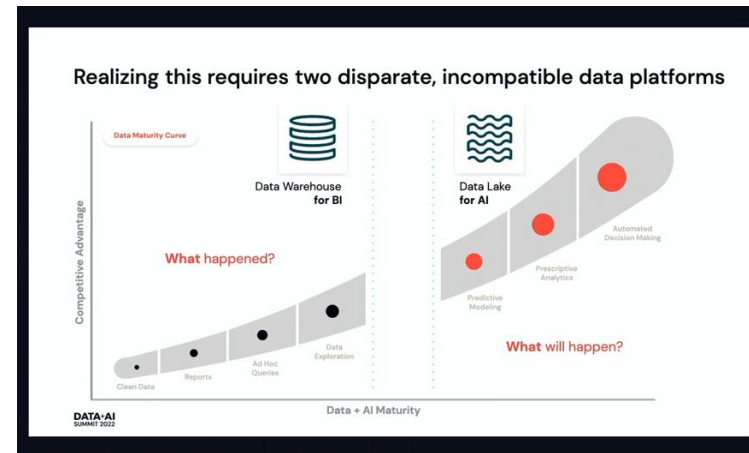 Realizing this requires two disparate, incompatible data platforms
Data Maturity Curve
Data Warehouse
for BI
Data Lake
for AI
Competitive Advantage
What happened?
Clean Data
Reports
Ad Hoc
Queries
Data
Exploration
Predictive
Modeling
Prescriptive
Analytics
Automated
Decision Making
What will happen?
Data + AI Maturity
DATA+AI
SUMMIT 2022